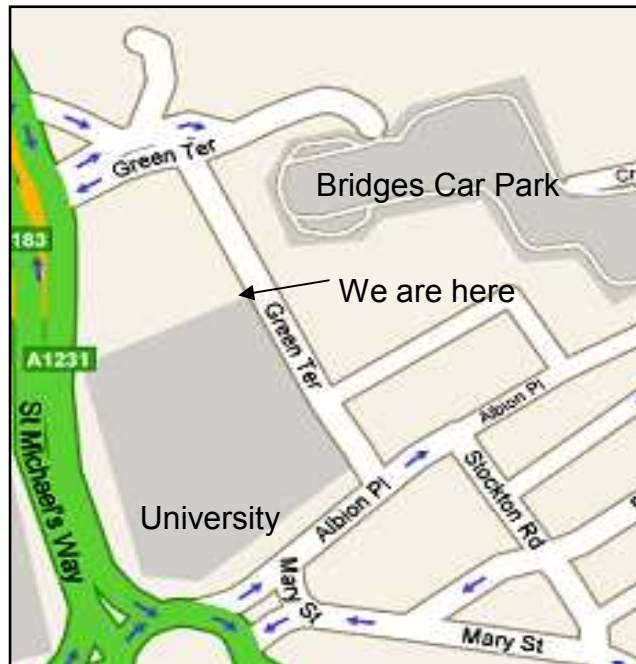 Green Ter
Bridges Car Park
183
We are here
Green Ter
A1231
Albion Pl
St Michael's Way
Stockton Rd
University
Albion Pl
Mary St
Mary St